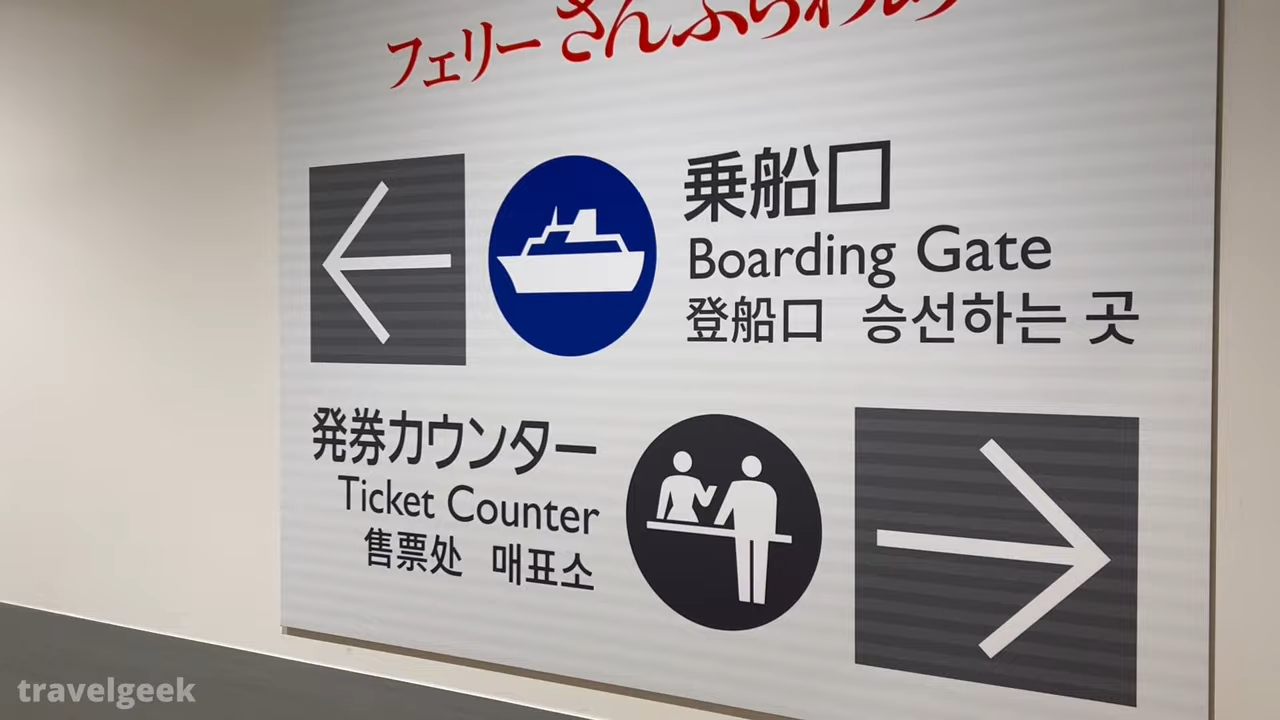 フェリー さんふらわあ
乗船口
Boarding Gate
登船口 승선하는 곳
発券カウンター
Ticket Counter
售票处 매표소
travelgeek